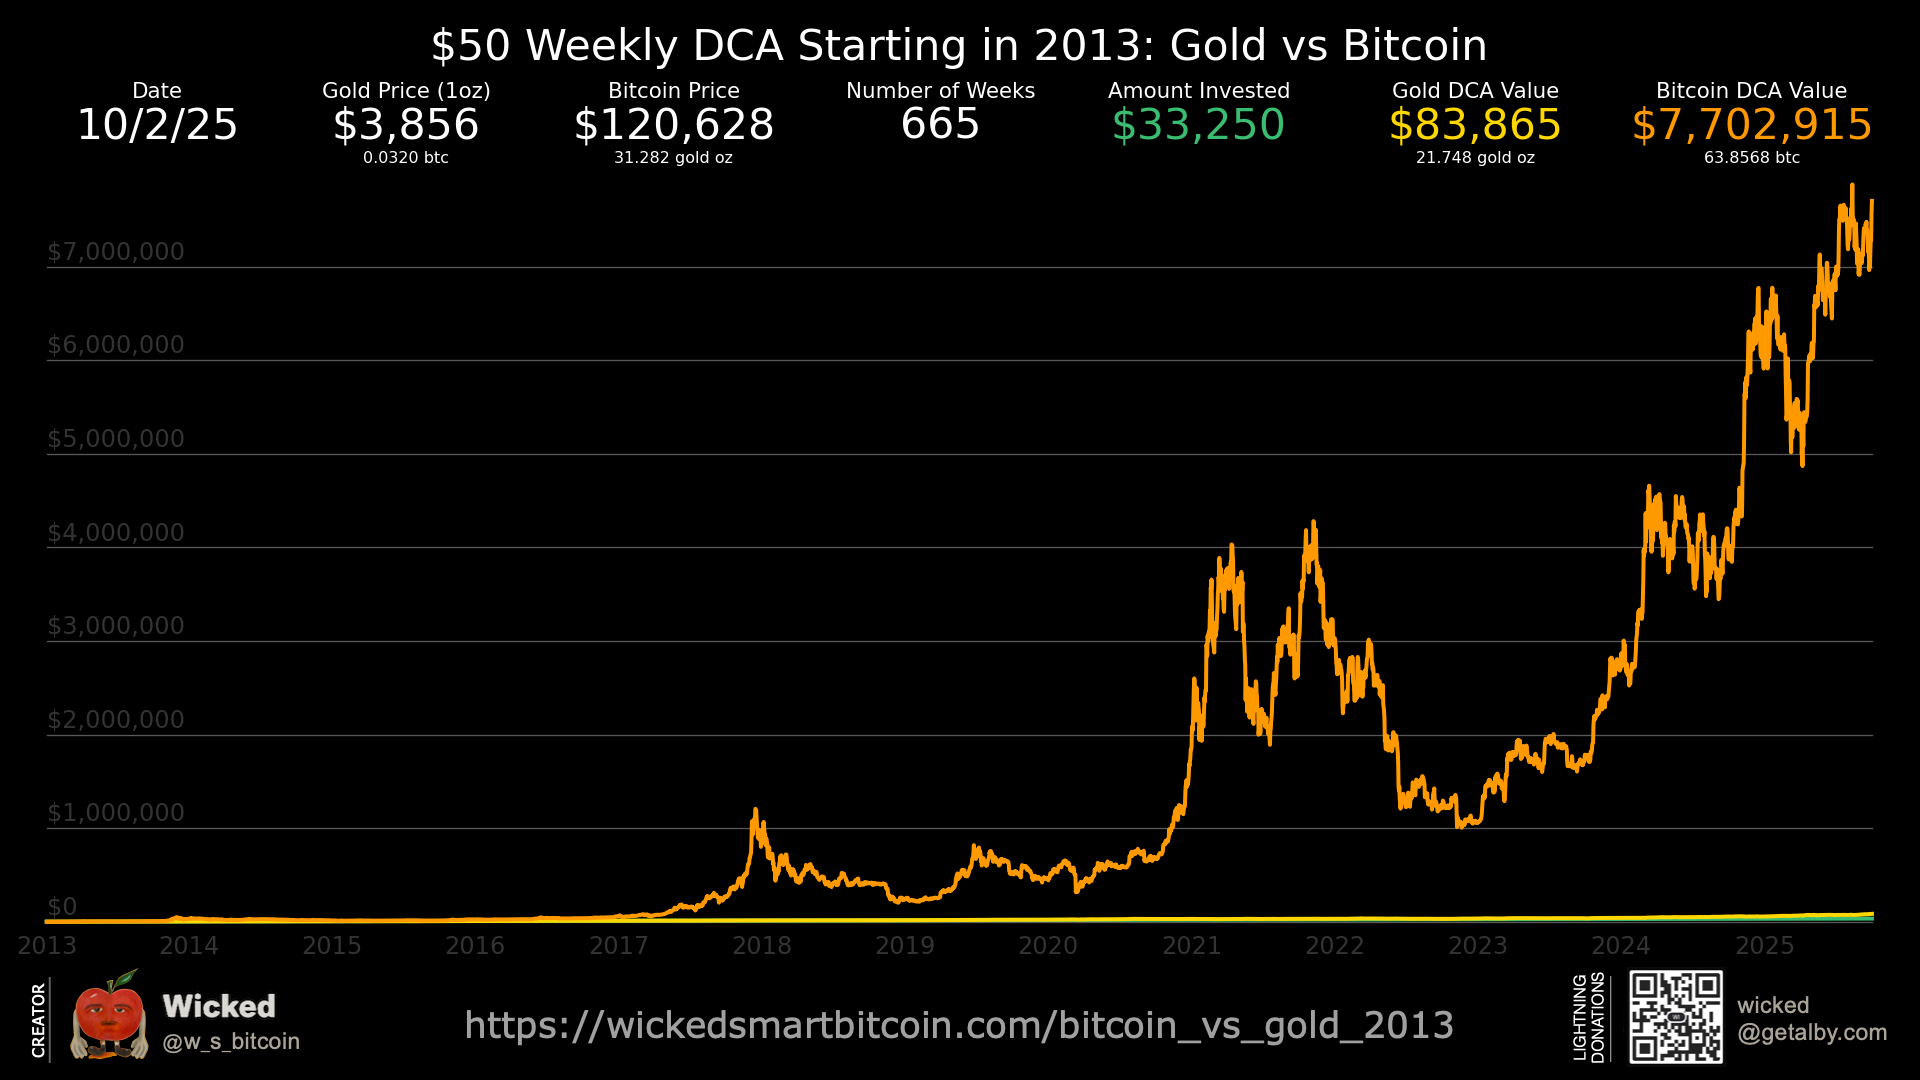 $50 Weekly DCA Starting in 2013: Gold vs Bitcoin
Date
10/2/25
Gold Price (1oz)
$3,856
0.0320 btc
Bitcoin Price
$120,628
31.282 gold oz
Number of Weeks
665
Amount Invested
$33,250
Gold DCA Value
$83,865
21.748 gold oz
Bitcoin DCA Value
$7,702,915
63.8568 btc
$7,000,000
$6,000,000
$5,000,000
$4,000,000
$3,000,000
$2,000,000
$1,000,000
$0
2013 2014 2015 2016 2017 2018 2019 2020 2021 2022 2023 2024 2025
CREATOR
Wicked
@w_s_bitcoin
https://wickedsmartbitcoin.com/bitcoin_vs_gold_2013
LIGHTNING
DONATIONS
wicked
@getalby.com